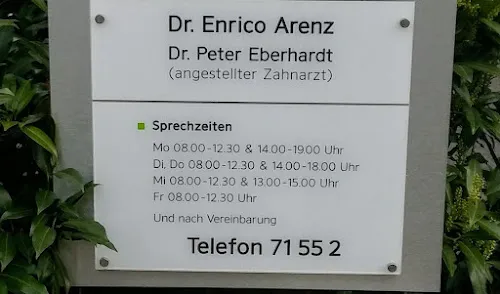 Dr. Enrico Arenz
Dr. Peter Eberhardt
(angestellter Zahnarzt)
Sprechzeiten
Mo 08.00-12.30 & 14.00-19.00 Uhr
Di, Do 08.00-12.30 & 14.00-18.00 Uhr
Mi 08.00-12.30 & 13.00-15.00 Uhr
Fr 08.00-12.30 Uhr
Und nach Vereinbarung
Telefon 71 55 2